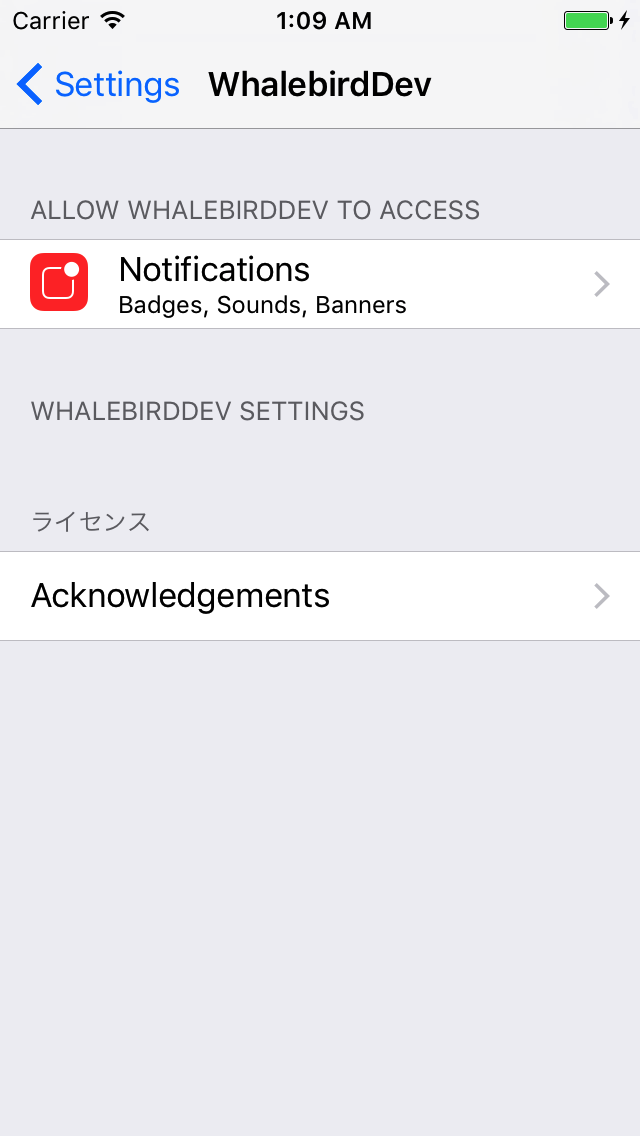 Carrier
1:09 AM
Settings
WhalebirdDev
ALLOW WHALEBIRDDEV TO ACCESS
Notifications
Badges, Sounds, Banners
WHALEBIRDDEV SETTINGS
ライセンス
Acknowledgements